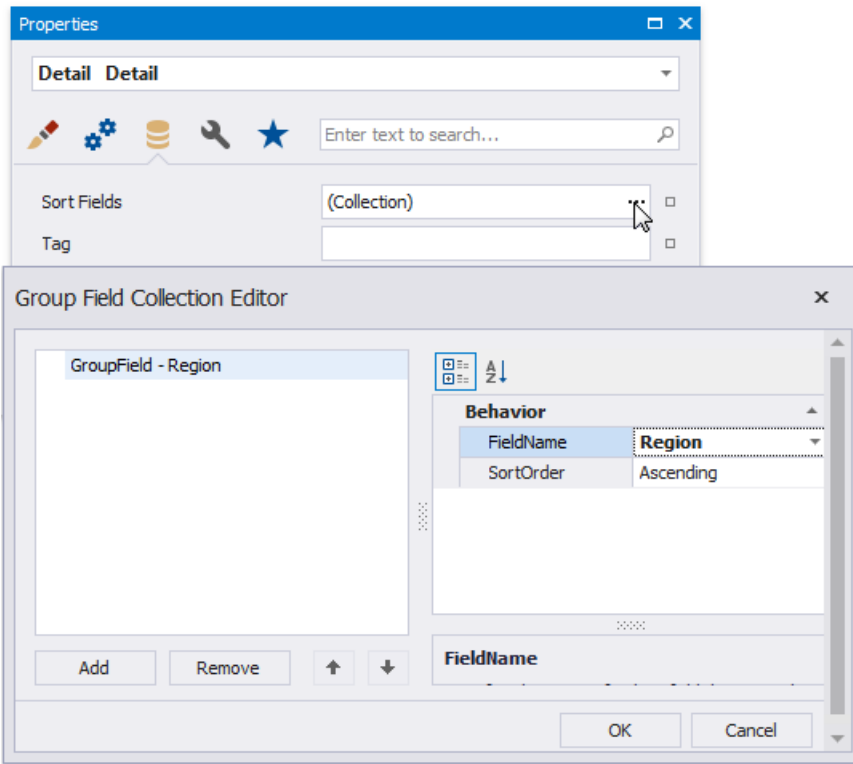 Properties
Detail Detail
Enter text to search...
Sort Fields
(Collection)
...
Tag
Group Field Collection Editor
GroupField - Region
Behavior
FieldName
Region
SortOrder
Ascending
Add
Remove
FieldName
OK
Cancel